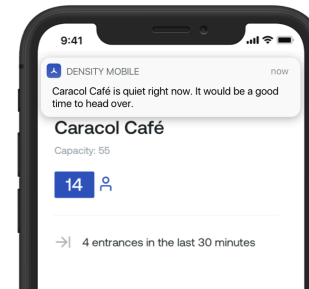 9:41
DENSITY MOBILE
now
Caracol Café is quiet right now. It would be a good
time to head over.
Caracol Café
Capacity: 55
14
4 entrances in the last 30 minutes